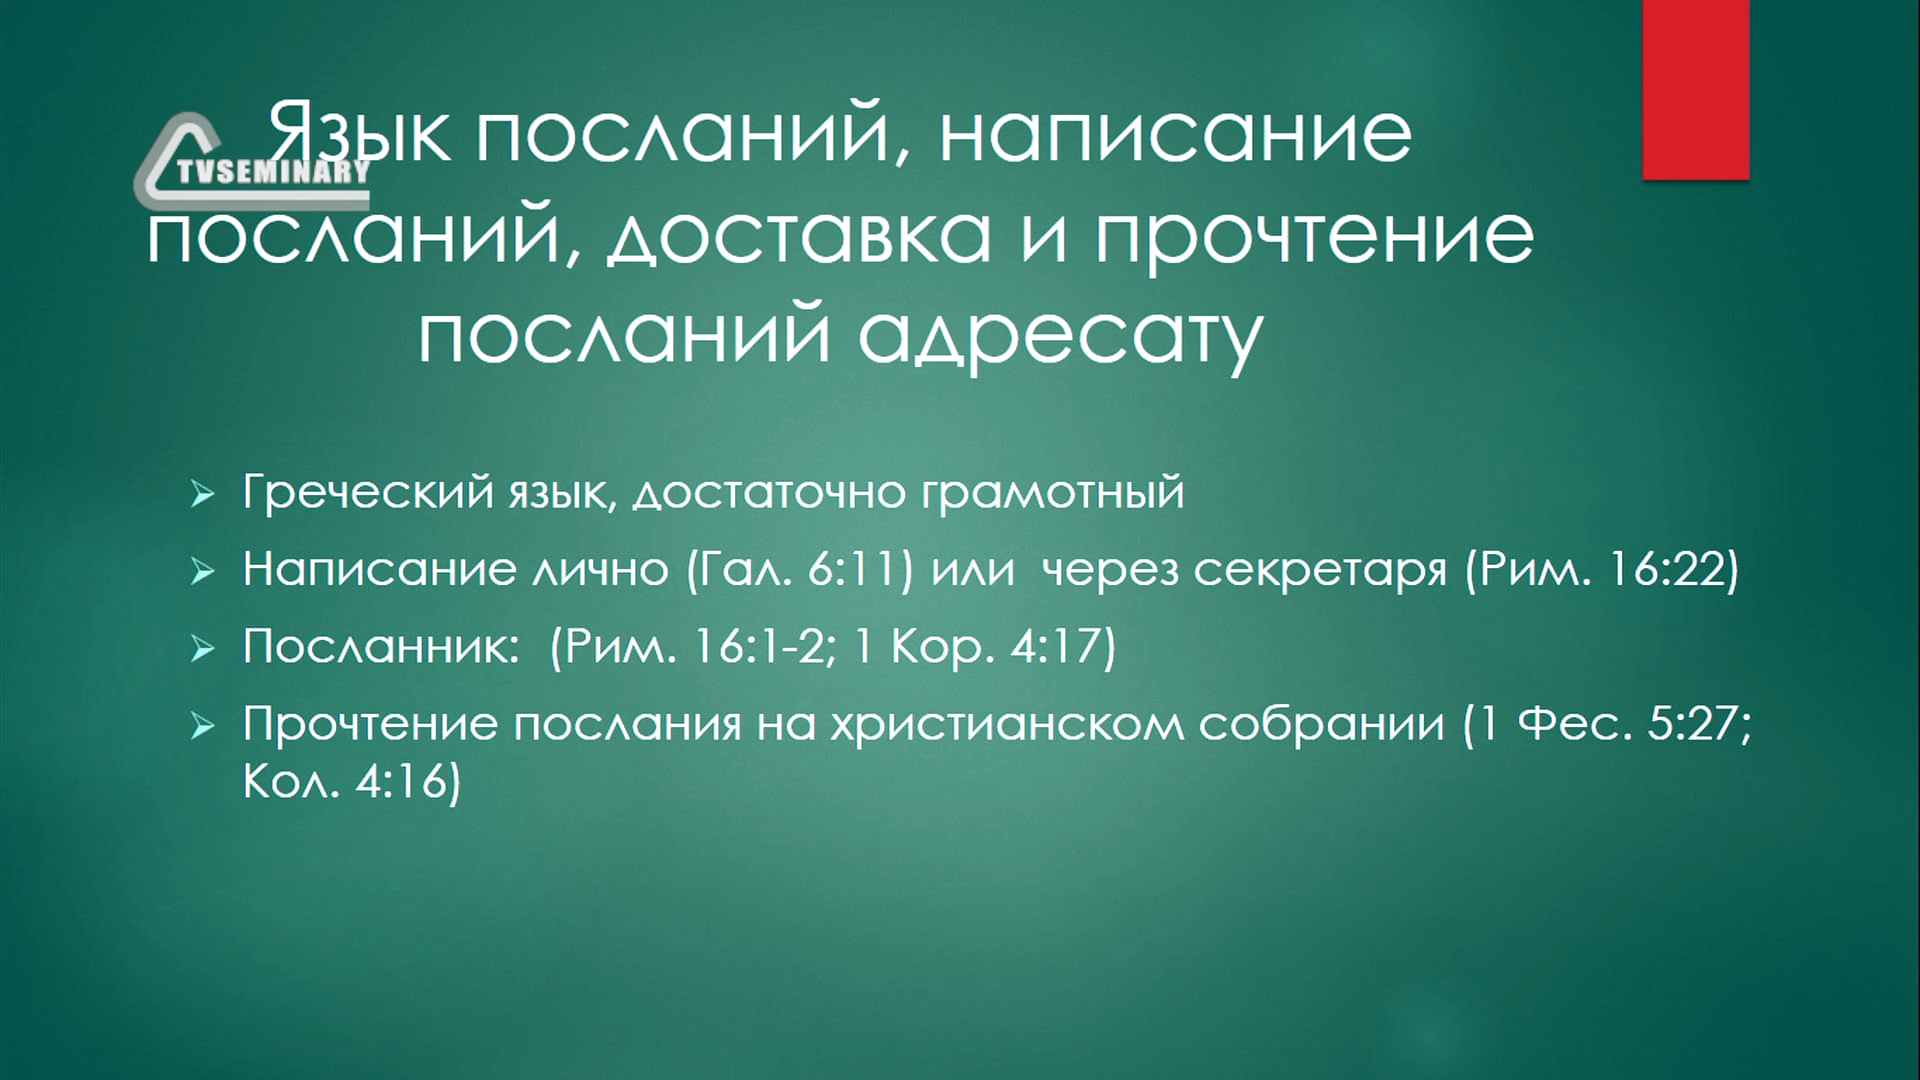 TVSEMINARY
Язык посланий, написание
посланий, доставка и прочтение
посланий адресату
Греческий язык, достаточно грамотный
Написание лично (Гал. 6:11) или  через секретаря (Рим. 16:22)
Посланник:  (Рим. 16:1-2; 1 Кор. 4:17)
Прочтение послания на христианском собрании (1 Фес. 5:27;
Кол. 4:16)